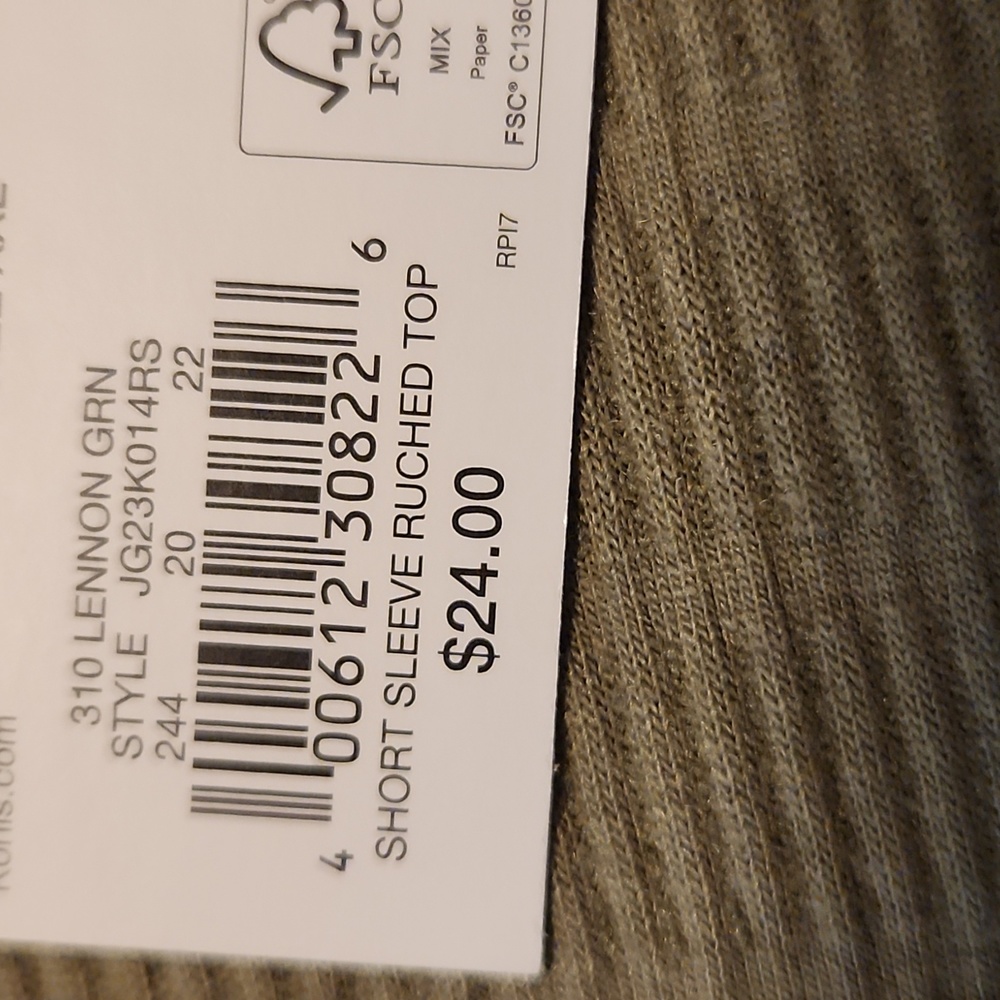 310 LENNON GRN
STYLE JG23K014RS
244 20 22
4 00612 30822 6
SHORT SLEEVE RUCHED TOP
$24.00
RPI7
FSC
MIX
Paper
FSC® C1360